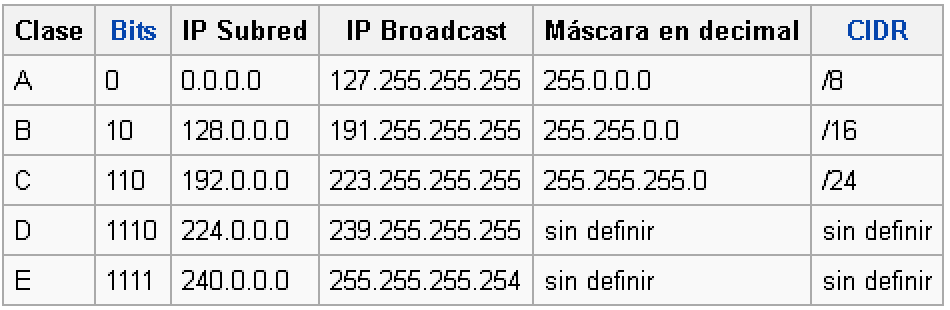 Clase Bits IP Subred IP Broadcast Máscara en decimal CIDR
A 0 0.0.0.0 127.255.255.255 255.0.0.0 /8
B 10 128.0.0.0 191.255.255.255 255.255.0.0 /16
C 110 192.0.0.0 223.255.255.255 255.255.255.0 /24
D 1110 224.0.0.0 239.255.255.255 sin definir sin definir
E 1111 240.0.0.0 255.255.255.254 sin definir sin definir